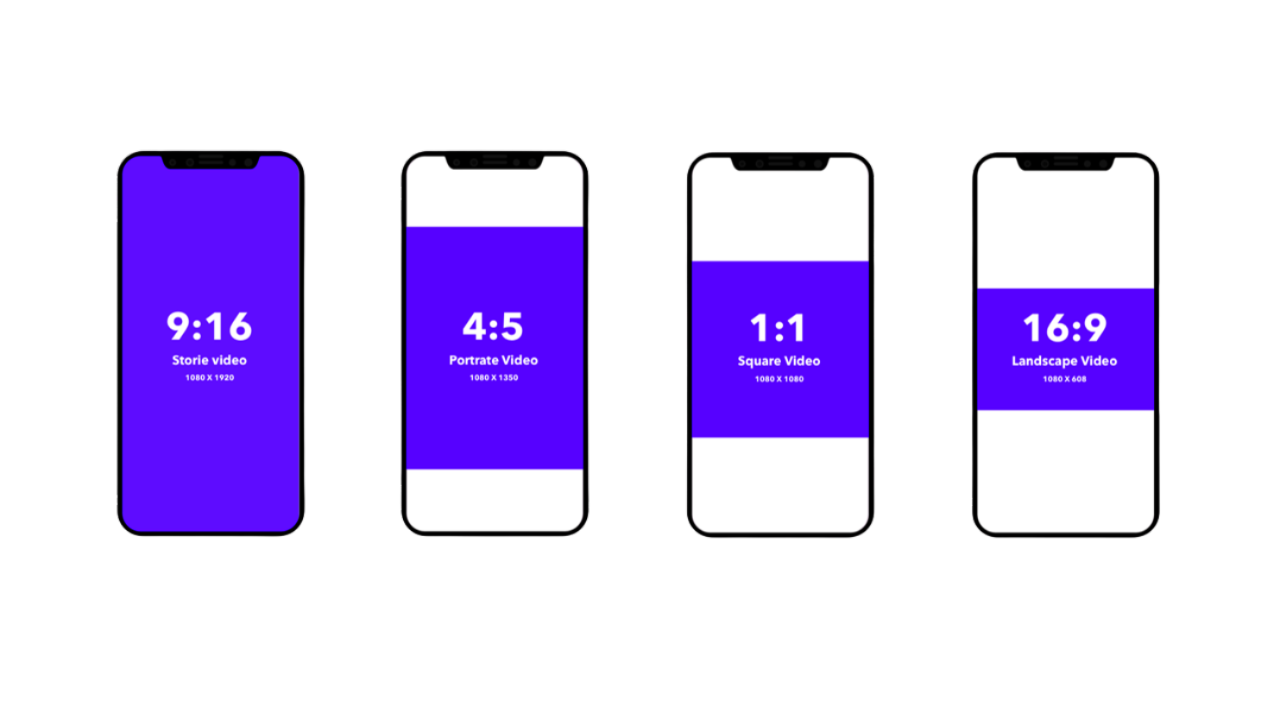 9:16
Storie video
1080 X 1920
4:5
Portrate Video
1080 X 1350
1:1
Square Video
1080 X 1080
16:9
Landscape Video
1080 X 608